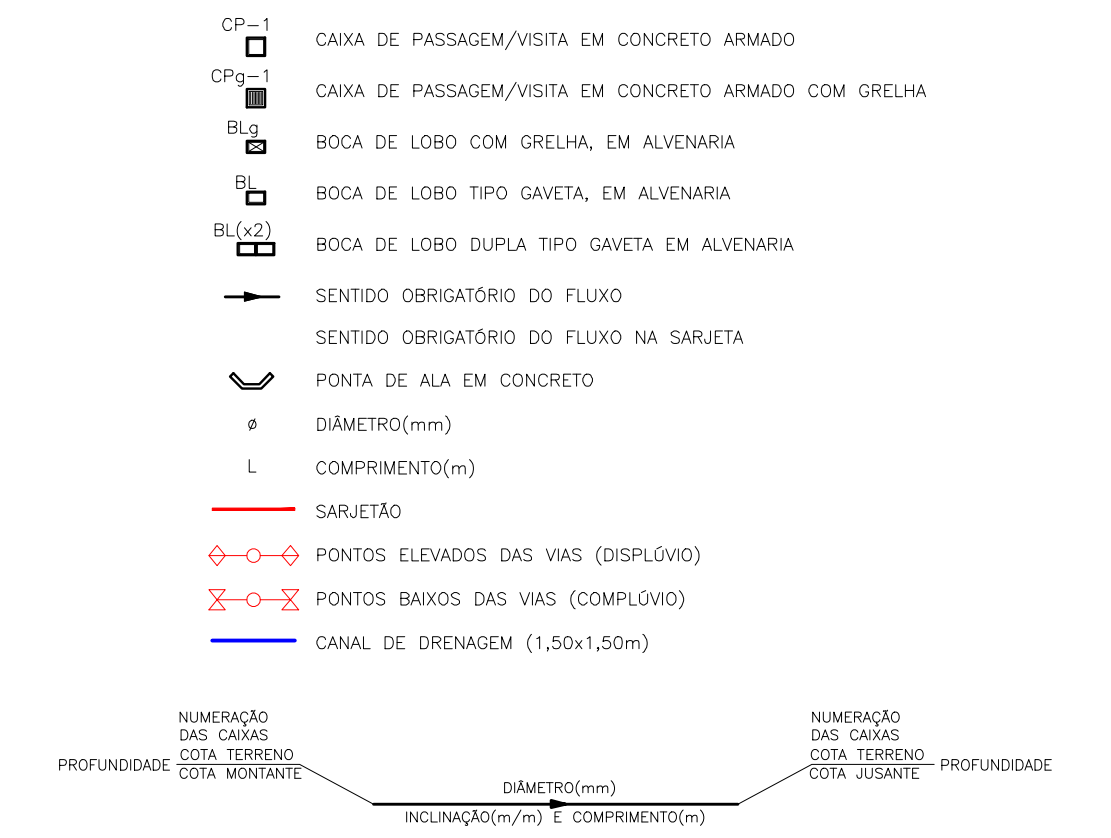 CP-1
CAIXA DE PASSAGEM/VISITA EM CONCRETO ARMADO
CPg-1
CAIXA DE PASSAGEM/VISITA EM CONCRETO ARMADO COM GRELHA
BLg
BOCA DE LOBO COM GRELHA, EM ALVENARIA
BL
BOCA DE LOBO TIPO GAVETA, EM ALVENARIA
BL(x2)
BOCA DE LOBO DUPLA TIPO GAVETA EM ALVENARIA
SENTIDO OBRIGATÓRIO DO FLUXO
SENTIDO OBRIGATÓRIO DO FLUXO NA SARJETA
PONTA DE ALA EM CONCRETO
ø DIÂMETRO(mm)
L COMPRIMENTO(m)
SARJETÃO
PONTOS ELEVADOS DAS VIAS (DISPLÚVIO)
PONTOS BAIXOS DAS VIAS (COMPLÚVIO)
CANAL DE DRENAGEM (1,50x1,50m)
NUMERAÇÃO
DAS CAIXAS
COTA TERRENO
PROFUNDIDADE
COTA MONTANTE
DIÂMETRO(mm)
INCLINAÇÃO(m/m) E COMPRIMENTO(m)
NUMERAÇÃO
DAS CAIXAS
COTA TERRENO
PROFUNDIDADE
COTA JUSANTE